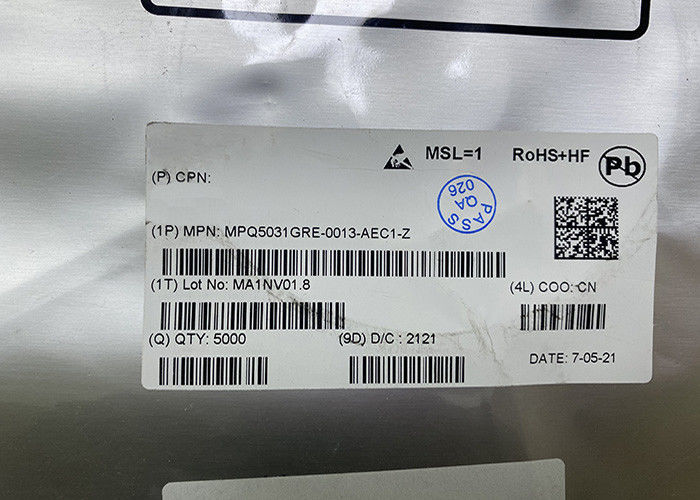 MSL=1 RoHS+HF Pb
(P) CPN:
PASS
QA
026
(1P) MPN: MPQ5031GRE-0013-AEC1-Z
(1T) Lot No: MA1NV01.8 (4L) COO: CN
(Q) QTY: 5000 (9D) D/C : 2121
DATE: 7-05-21